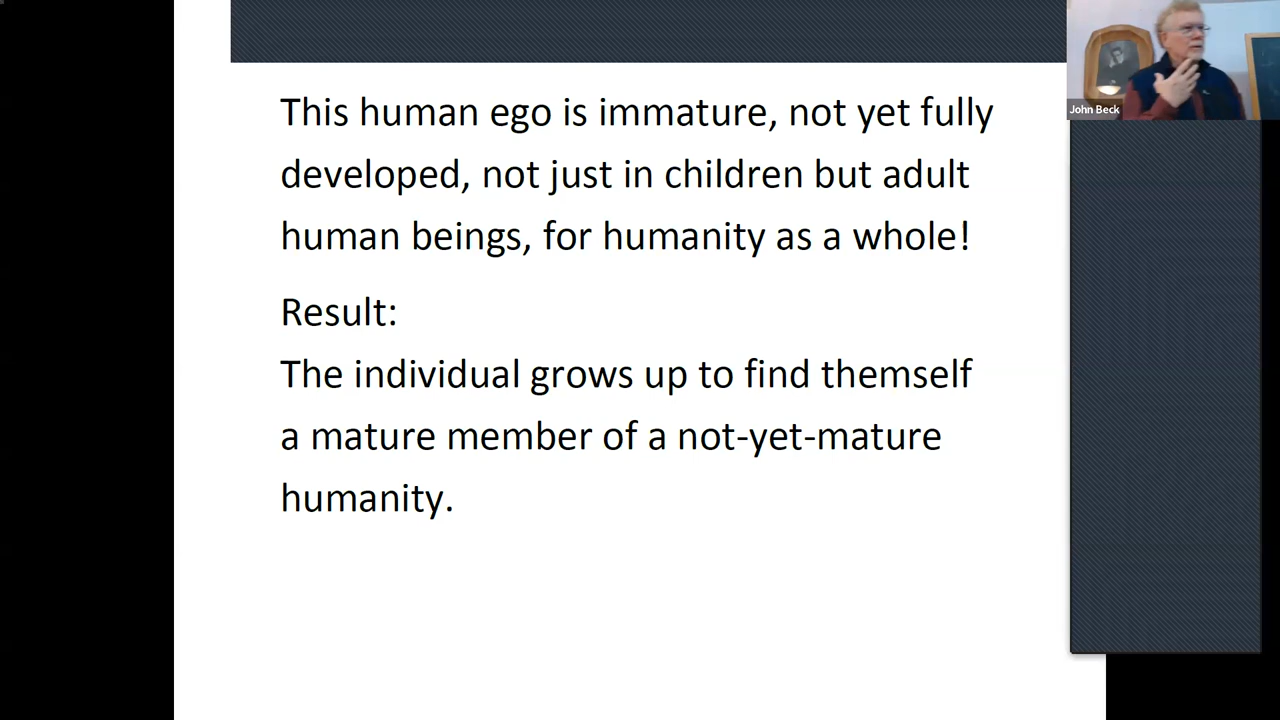 This human ego is immature, not yet fully
developed, not just in children but adult
human beings, for humanity as a whole!
Result:
The individual grows up to find themself
a mature member of a not-yet-mature
humanity.
John Beck